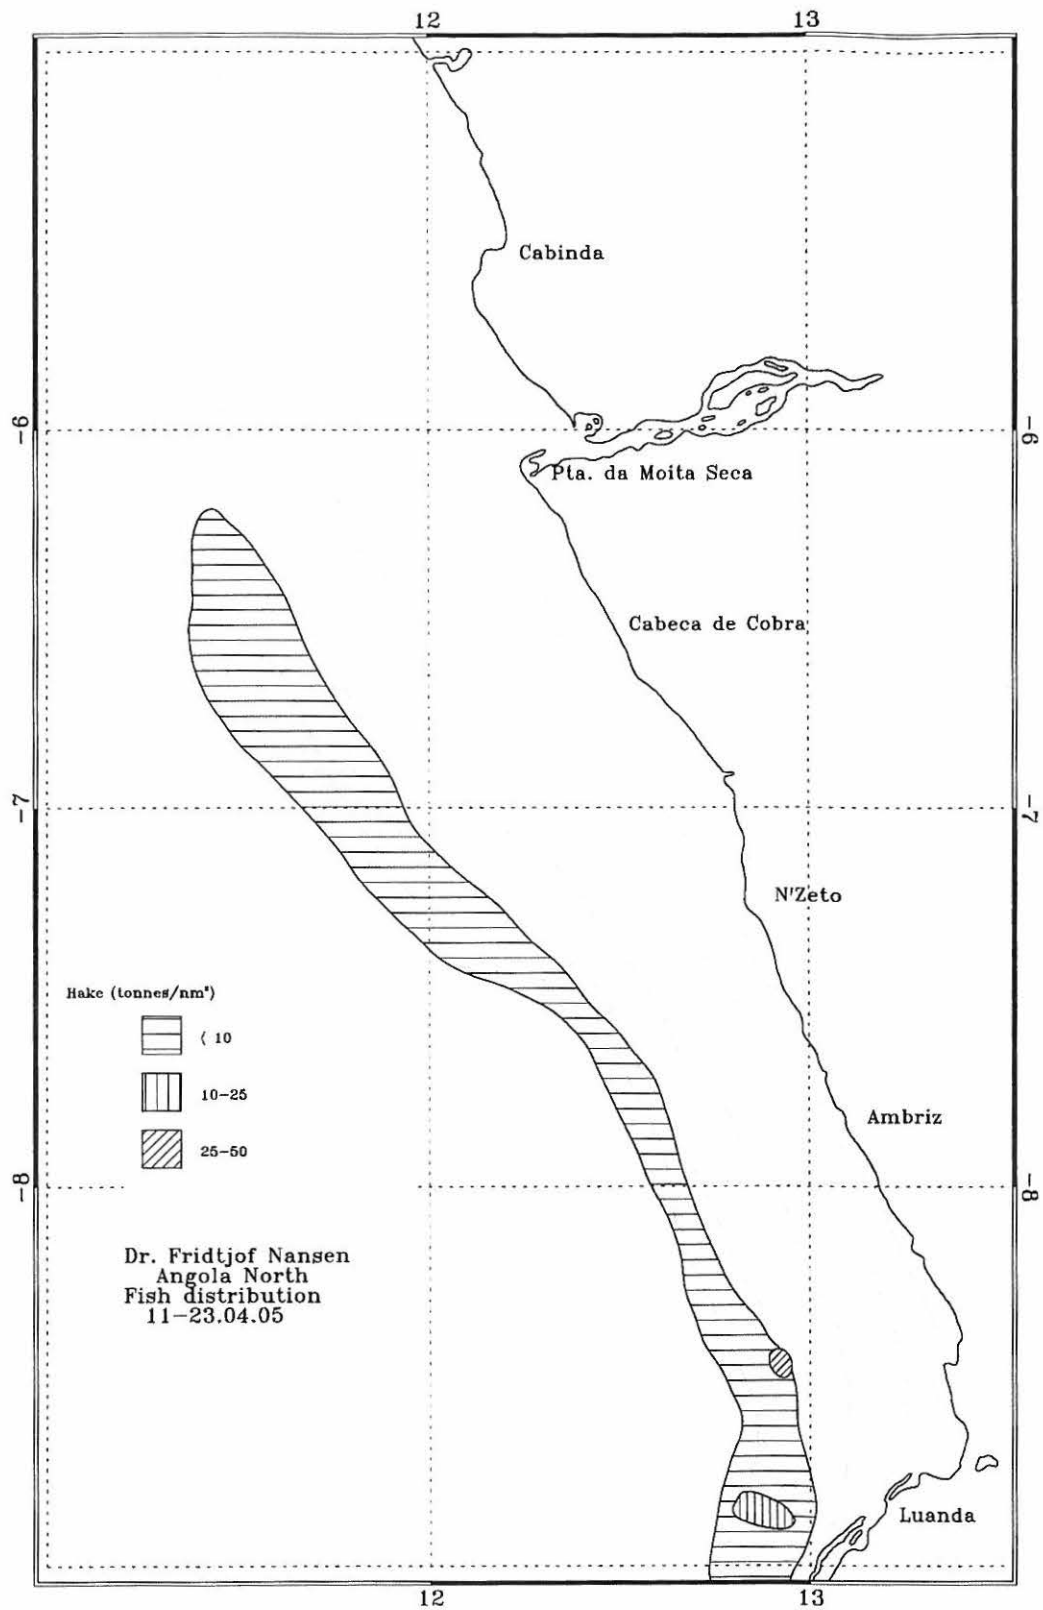 12 13
Cabinda
-6 -6
Pta. da Moita Seca
Cabeca de Cobra
-7 -7
N'Zeto
Hake (tonnes/nm²)
< 10
10-25
25-50
Ambriz
-8 -8
Dr. Fridtjof Nansen
Angola North
Fish distribution
11-23.04.05
Luanda
12 13